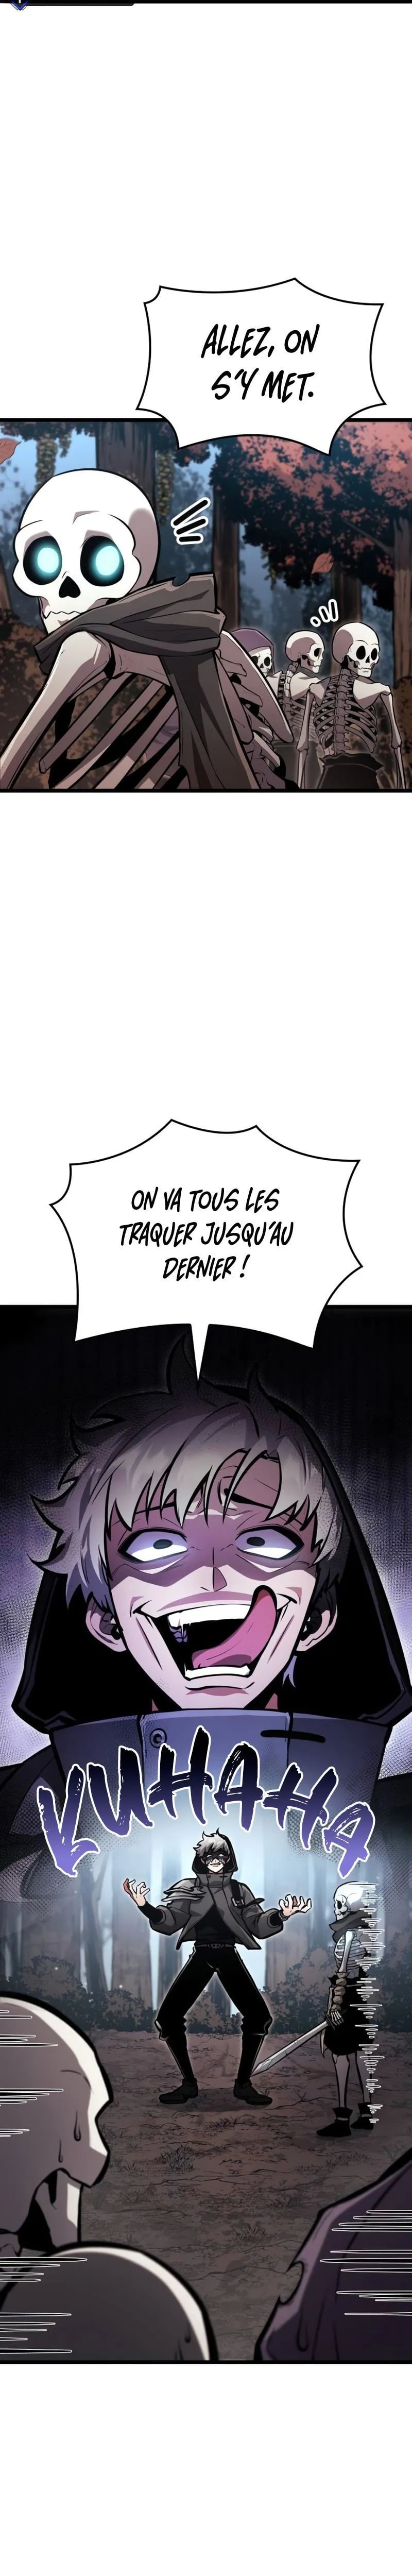 ALLEZ, ON
S'Y MET.
ON VA TOUS LES
TRAQUER JUSQU'AU
DERNIER !
KUHAHA